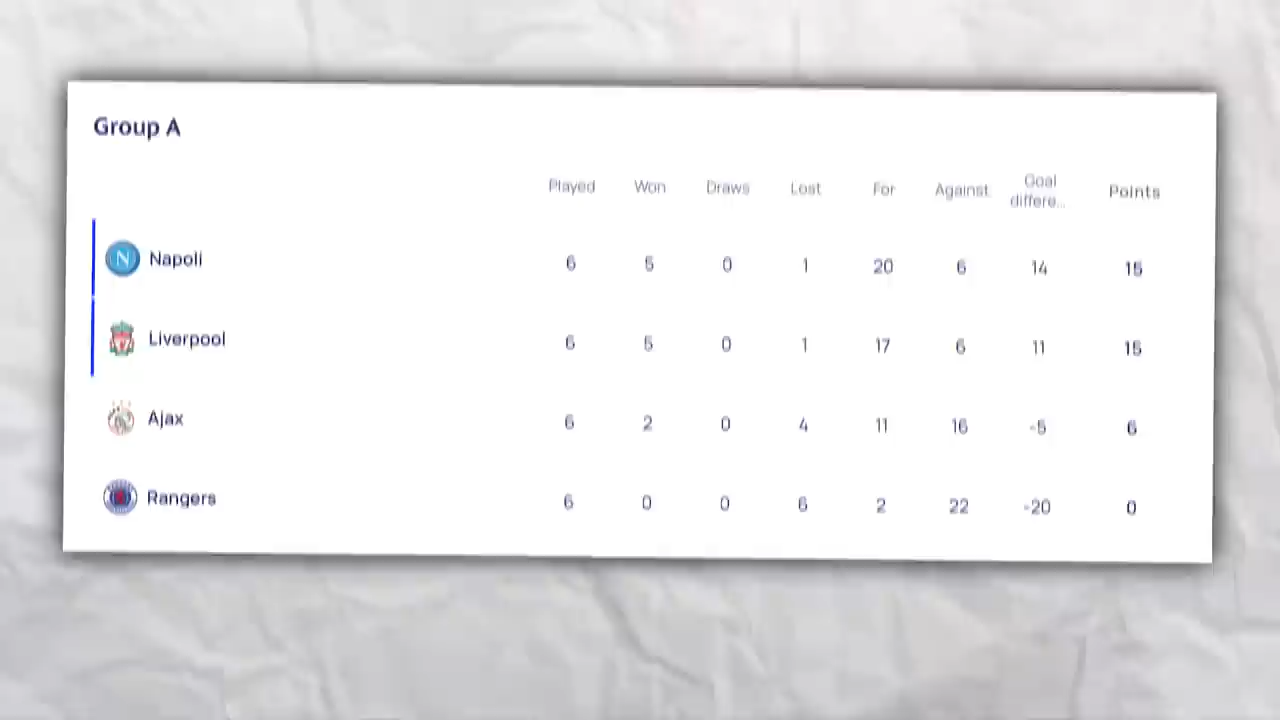 Group A
Played Won Draws Lost For Against Goal differe... Points
Napoli 6 5 0 1 20 6 14 15
Liverpool 6 5 0 1 17 6 11 15
Ajax 6 2 0 4 11 16 -5 6
Rangers 6 0 0 6 2 22 -20 0